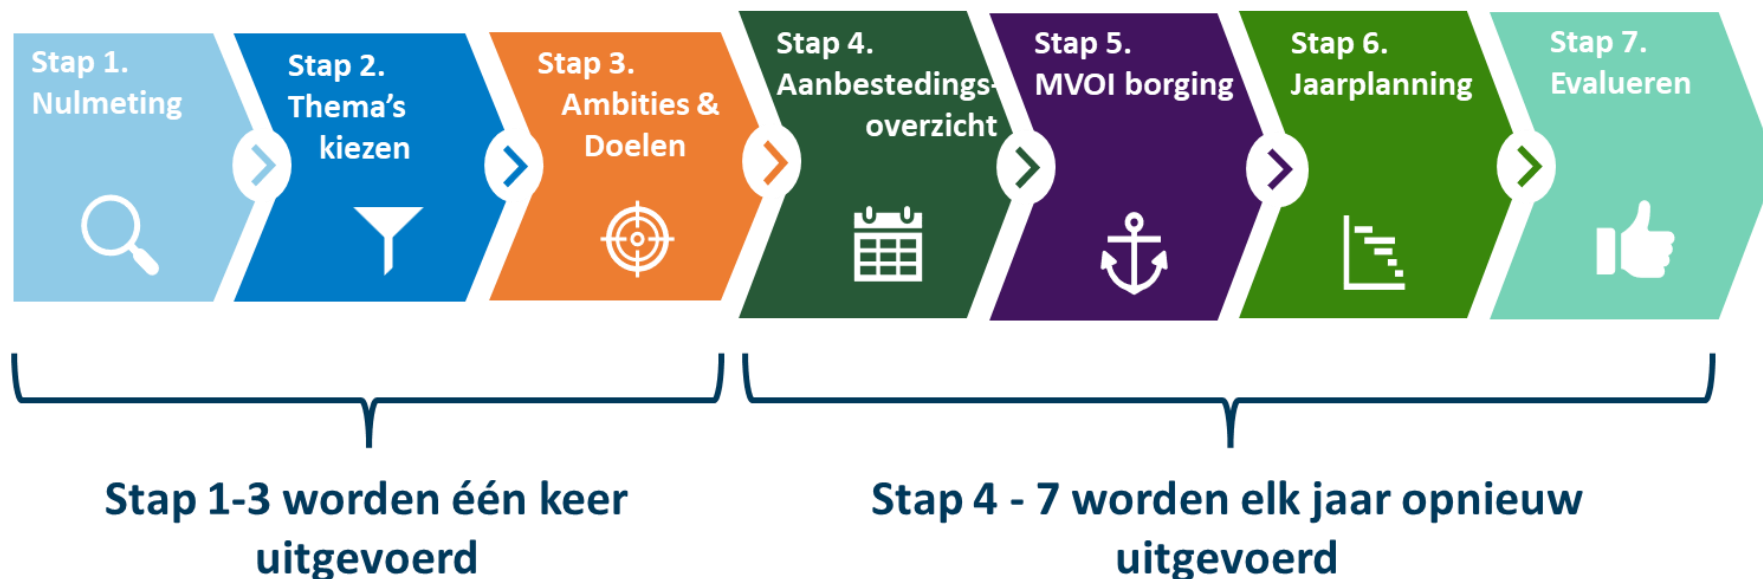 Stap 1.
Nulmeting
Stap 2.
Thema’s
kiezen
Stap 3.
Ambities &
Doelen
Stap 4.
Aanbestedings-
overzicht
Stap 5.
MVOI borging
Stap 6.
Jaarplanning
Stap 7.
Evalueren
Stap 1-3 worden één keer
uitgevoerd
Stap 4 - 7 worden elk jaar opnieuw
uitgevoerd